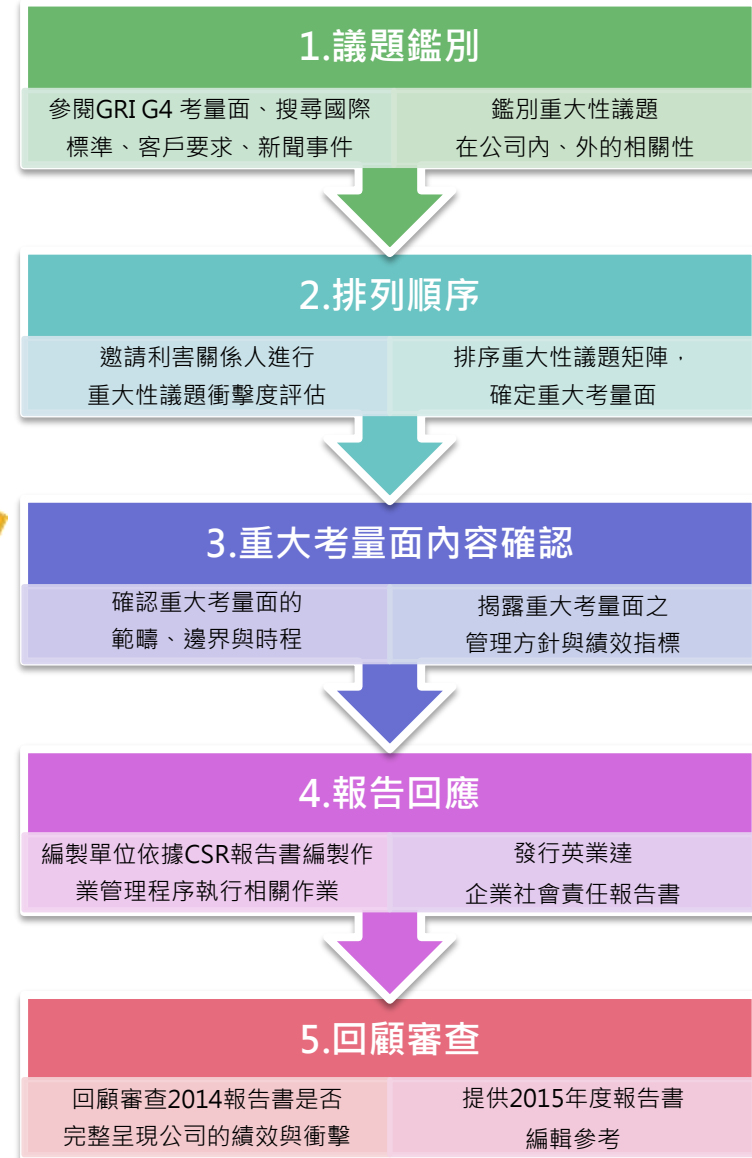 1.議題鑑別
參閱GRI G4 考量面、搜尋國際
標準、客戶要求、新聞事件
鑑別重大性議題
在公司內、外的相關性
2.排列順序
邀請利害關係人進行
重大性議題衝擊度評估
排序重大性議題矩陣，
確定重大考量面
3.重大考量面內容確認
確認重大考量面的
範疇、邊界與時程
揭露重大考量面之
管理方針與績效指標
4.報告回應
編製單位依據CSR報告書編製作
業管理程序執行相關作業
發行英業達
企業社會責任報告書
5.回顧審查
回顧審查2014報告書是否
完整呈現公司的績效與衝擊
提供2015年度報告書
編輯參考